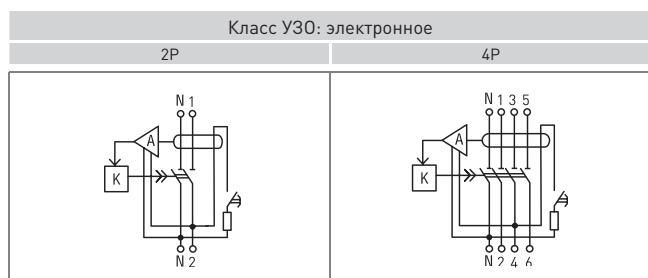 Класс УЗО: электронное
2P 4P
N 1 N 1 3 5
A A
K K
N 2 N 2 4 6